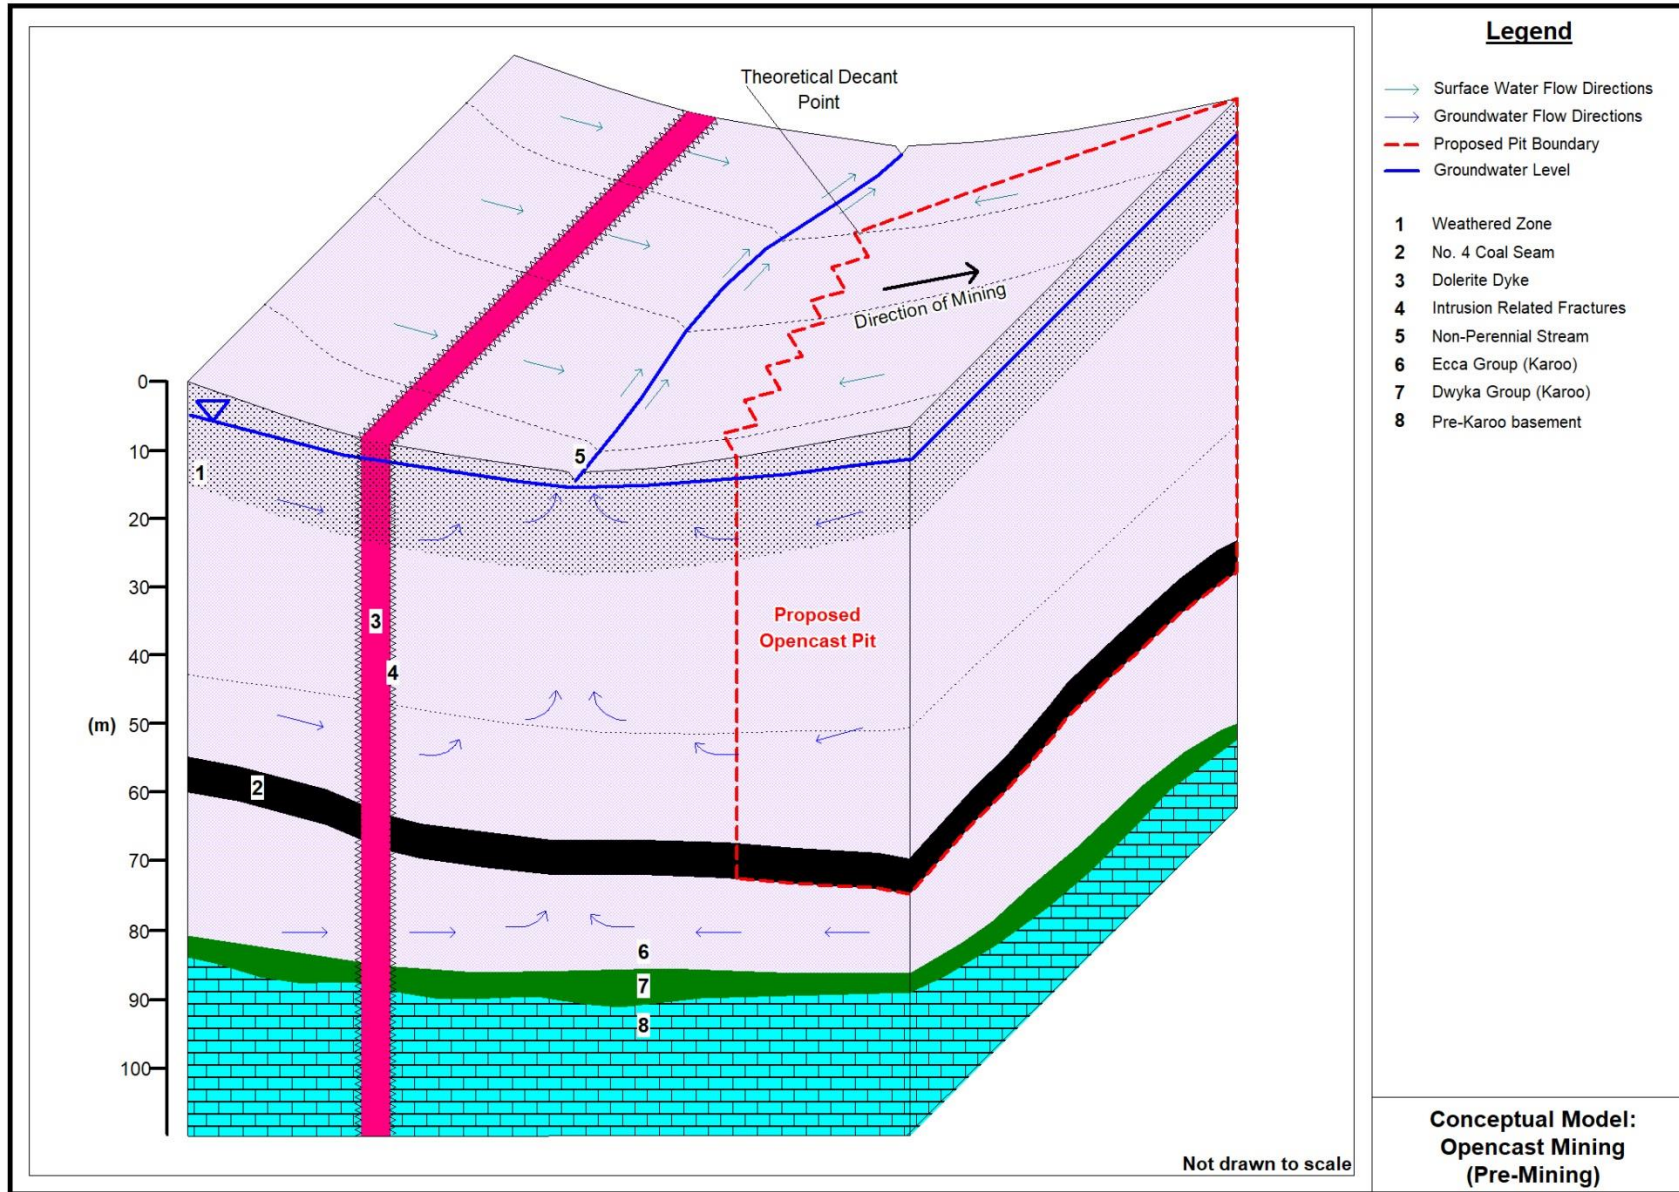 Theoretical Decant
Point
Direction of Mining
0
10
20
30
40
(m) 50
60
70
80
90
100
1
2
3
4
5
6
7
8
Proposed
Opencast Pit
Not drawn to scale
Legend
Surface Water Flow Directions
Groundwater Flow Directions
Proposed Pit Boundary
Groundwater Level
1 Weathered Zone
2 No. 4 Coal Seam
3 Dolerite Dyke
4 Intrusion Related Fractures
5 Non-Perennial Stream
6 Ecca Group (Karoo)
7 Dwyka Group (Karoo)
8 Pre-Karoo basement
Conceptual Model:
Opencast Mining
(Pre-Mining)